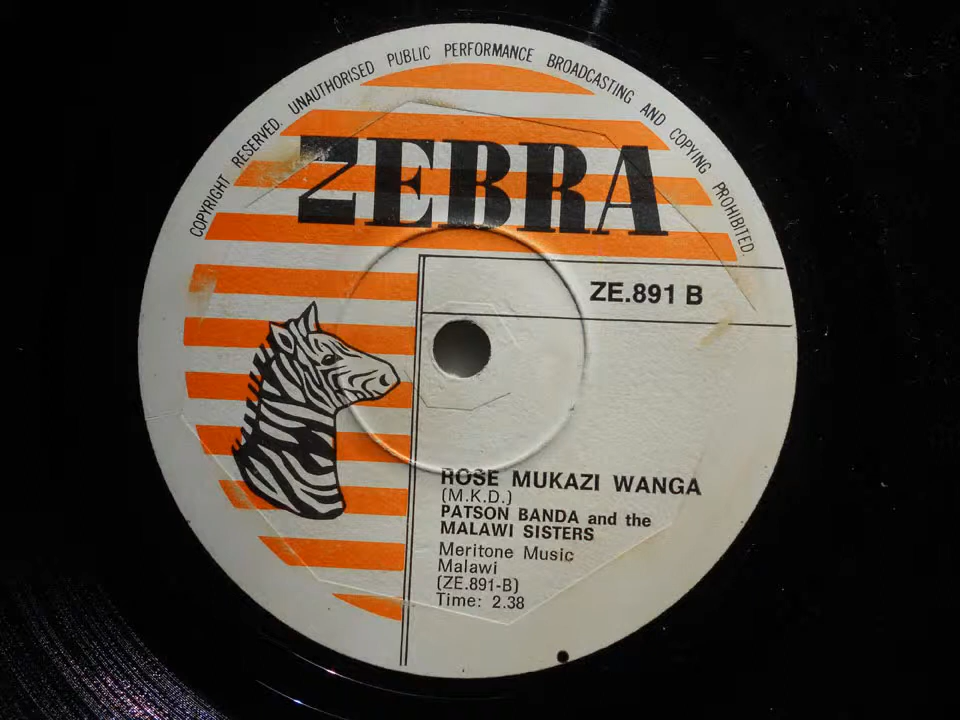 COPYRIGHT RESERVED. UNAUTHORISED PUBLIC PERFORMANCE BROADCASTING AND COPYING PROHIBITED.
ZEBRA
ZE.891 B
ROSE MUKAZI WANGA
(M.K.D.)
PATSON BANDA and the
MALAWI SISTERS
Meritone Music
Malawi
(ZE.891-B)
Time: 2.38